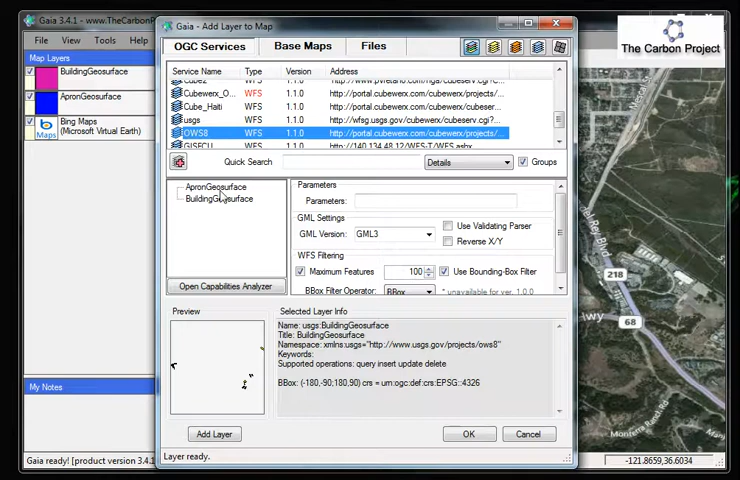 Gaia 3.4.1 - www.TheCarbonP
File View Tools
Map Layers
BuildingGeosurface
ApronGeosurface
Bing Maps
(Microsoft Virtual Earth)
My Notes
Gaia ready! [product version 3.4.1
-121.8659,36.6034
The Carbon Project
Gaia - Add Layer to Map
OGC Services Base Maps Files
Service Name Type Version Address
Cubewerx_O... WFS 1.1.0 http://portal.cubewerx.com/cubewerx/projects/...
Cube_Haiti WFS 1.1.0 http://portal.cubewerx.com/cubewerx/cubeser...
usgs WFS 1.1.0 http://wfsg.usgs.gov/cubeserv.cgi?...
OWS8 WFS 1.1.0 http://portal.cubewerx.com/cubewerx/projects/...
Quick Search Details Groups
ApronGeosurface
BuildingGeosurface
Open Capabilities Analyzer
Parameters
Parameters:
GML Settings
GML Version: GML3
Use Validating Parser
Reverse X/Y
WFS Filtering
Maximum Features 100 Use Bounding-Box Filter
BBox Filter Operator: BBox * unavailable for ver. 1.0.0
Preview
Selected Layer Info
Name: usgs:BuildingGeosurface
Title: BuildingGeosurface
Namespace: xmlns:usgs="http://www.usgs.gov/projects/ows8"
Keywords:
Supported operations: query insert update delete
BBox: (-180,-90;180,90) crs = urn:ogc:def:crs:EPSG::4326
Add Layer OK Cancel
Layer ready.
del Rey Blvd
218
68
Monterra Ranch Rd